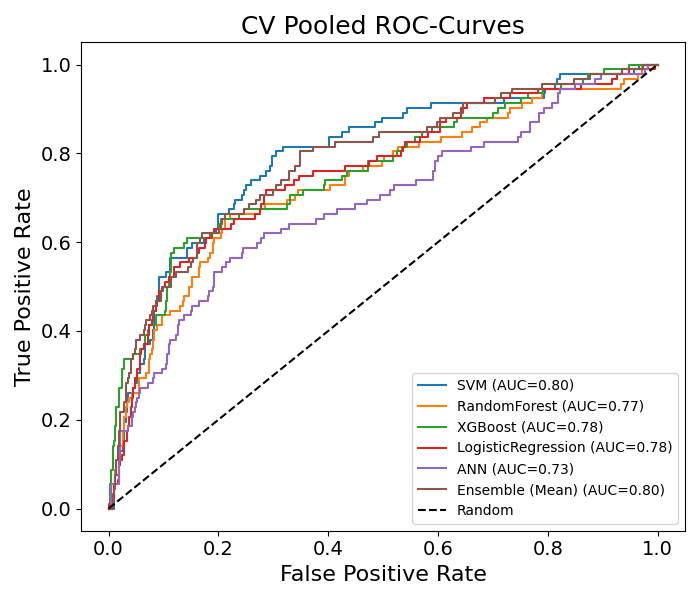 CV Pooled ROC-Curves
True Positive Rate
1.0
0.8
0.6
0.4
0.2
0.0
SVM (AUC=0.80)
RandomForest (AUC=0.77)
XGBoost (AUC=0.78)
LogisticRegression (AUC=0.78)
ANN (AUC=0.73)
Ensemble (Mean) (AUC=0.80)
Random
0.0 0.2 0.4 0.6 0.8 1.0
False Positive Rate